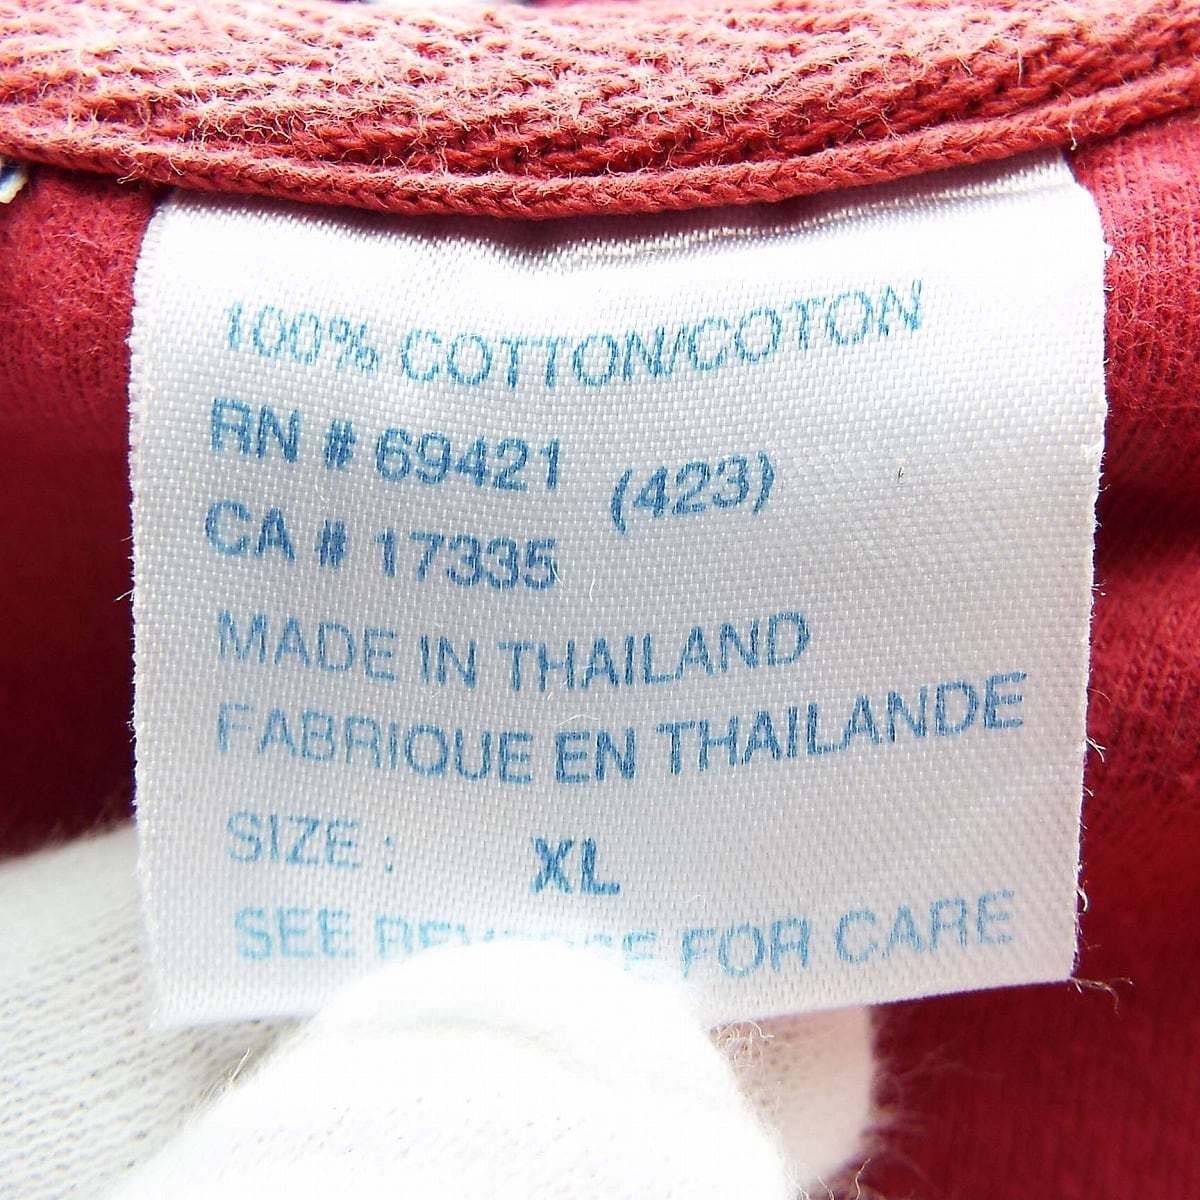 100% COTTON/COTON
RN # 69421 (423)
CA # 17335
MADE IN THAILAND
FABRIQUE EN THAILANDE
SIZE : XL
SEE REVERSE FOR CARE